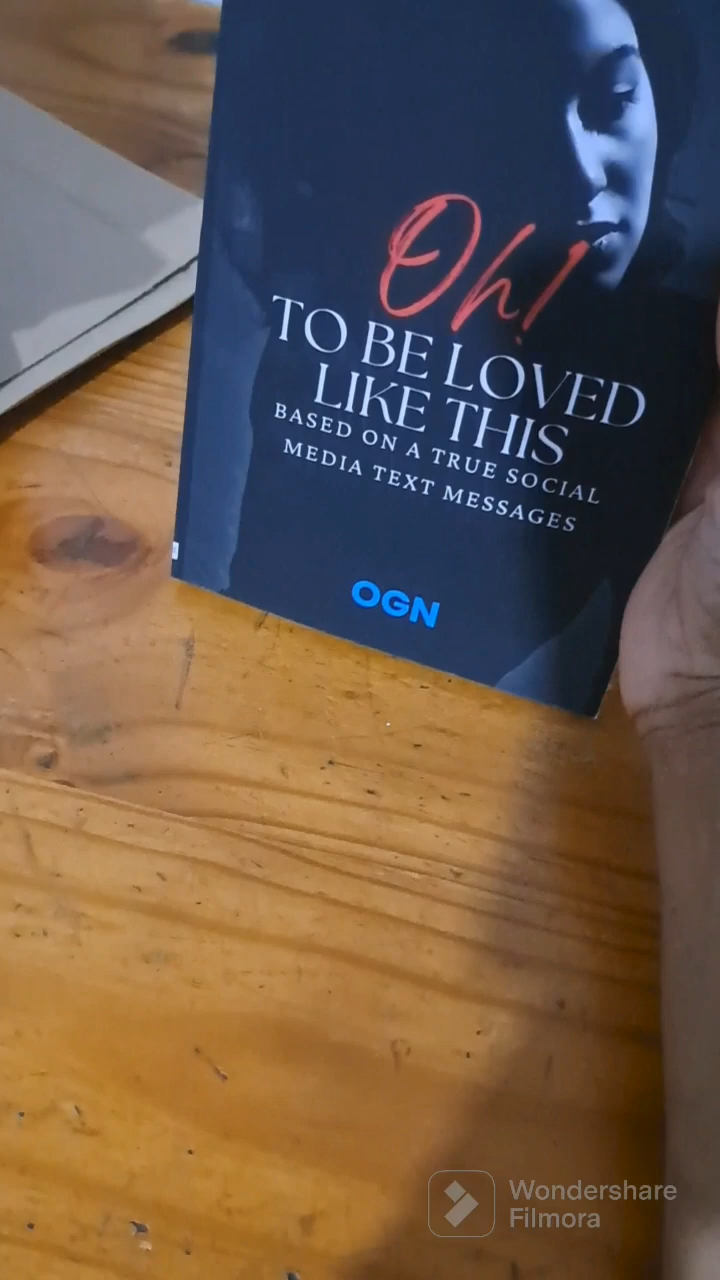 Oh!
TO BE LOVED
LIKE THIS
BASED ON A TRUE SOCIAL
MEDIA TEXT MESSAGES
OGN
Wondershare
Filmora